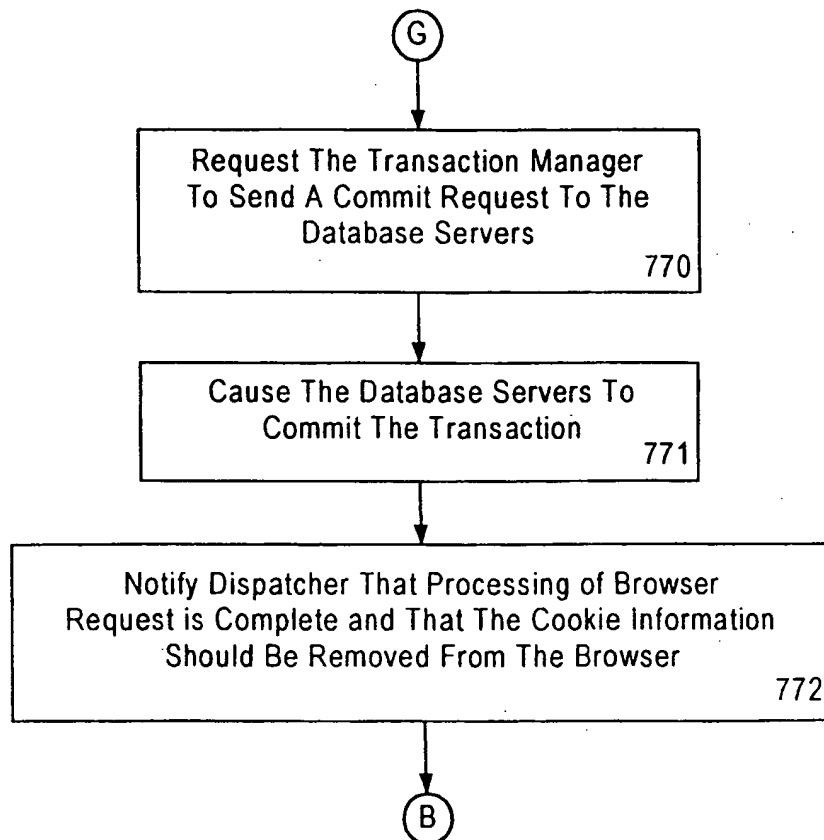 G
Request The Transaction Manager
To Send A Commit Request To The
Database Servers
770
Cause The Database Servers To
Commit The Transaction
771
Notify Dispatcher That Processing of Browser
Request is Complete and That The Cookie Information
Should Be Removed From The Browser
772
B